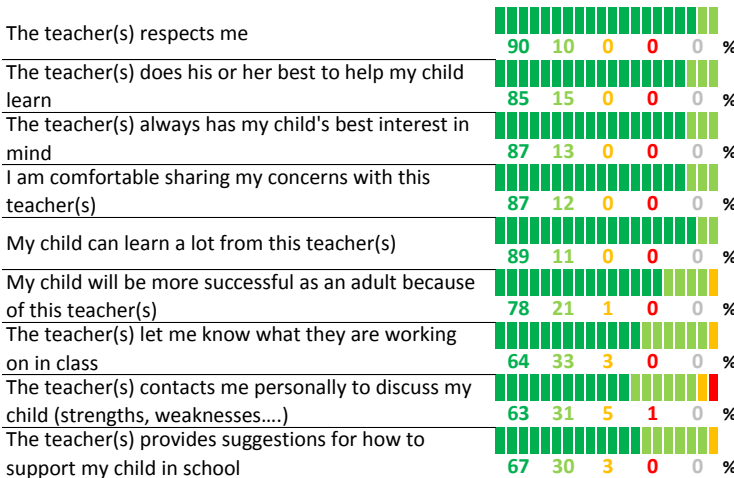 The teacher(s) respects me
90 10 0 0 0 %
The teacher(s) does his or her best to help my child
learn
85 15 0 0 0 %
The teacher(s) always has my child's best interest in
mind
87 13 0 0 0 %
I am comfortable sharing my concerns with this
teacher(s)
87 12 0 0 0 %
My child can learn a lot from this teacher(s)
89 11 0 0 0 %
My child will be more successful as an adult because
of this teacher(s)
78 21 1 0 0 %
The teacher(s) let me know what they are working
on in class
64 33 3 0 0 %
The teacher(s) contacts me personally to discuss my
child (strengths, weaknesses….)
63 31 5 1 0 %
The teacher(s) provides suggestions for how to
support my child in school
67 30 3 0 0 %